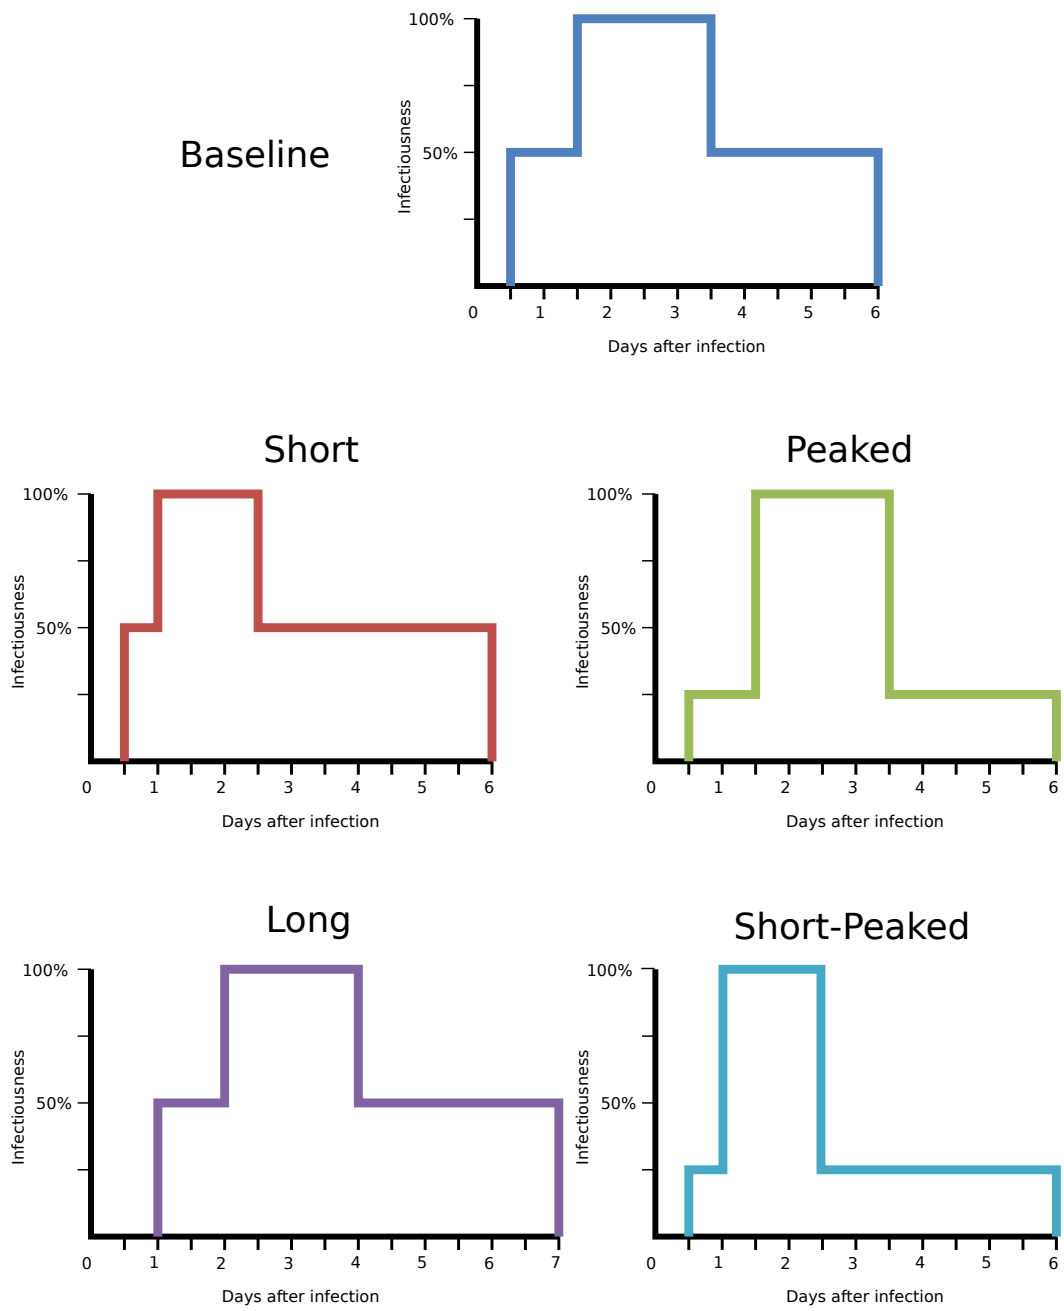 Baseline
100%
50%
Infectiousness
0 1 2 3 4 5 6
Days after infection
Short
100%
50%
Infectiousness
0 1 2 3 4 5 6
Days after infection
Peaked
100%
50%
Infectiousness
0 1 2 3 4 5 6
Days after infection
Long
100%
50%
Infectiousness
0 1 2 3 4 5 6 7
Days after infection
Short-Peaked
100%
50%
Infectiousness
0 1 2 3 4 5 6
Days after infection